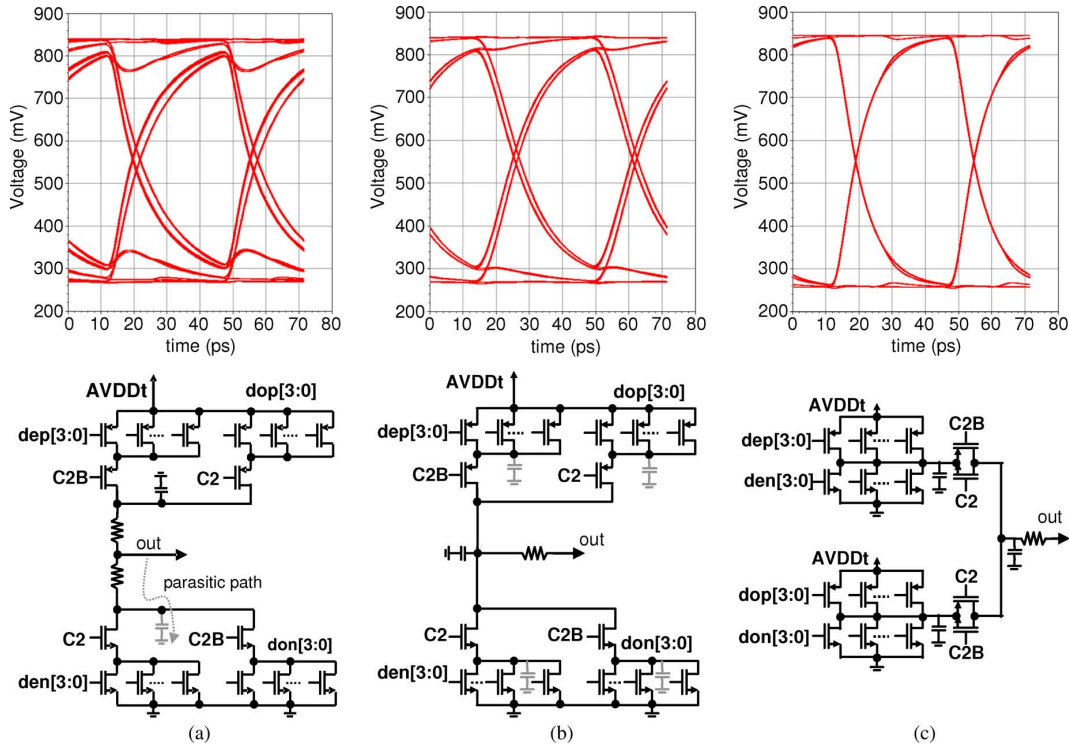 900
800
700
600
500
400
300
200
Voltage (mV)
0 10 20 30 40 50 60 70 80
time (ps)
900
800
700
600
500
400
300
200
Voltage (mV)
0 10 20 30 40 50 60 70 80
time (ps)
900
800
700
600
500
400
300
200
Voltage (mV)
0 10 20 30 40 50 60 70 80
time (ps)
AVDDt
dop[3:0]
dep[3:0]
C2B
C2
out
parasitic path
C2
C2B
don[3:0]
den[3:0]
(a)
AVDDt
dop[3:0]
dep[3:0]
C2B
C2
out
C2
C2B
don[3:0]
den[3:0]
(b)
AVDDt
C2B
dep[3:0]
den[3:0]
C2
out
AVDDt
C2
dop[3:0]
don[3:0]
C2B
(c)